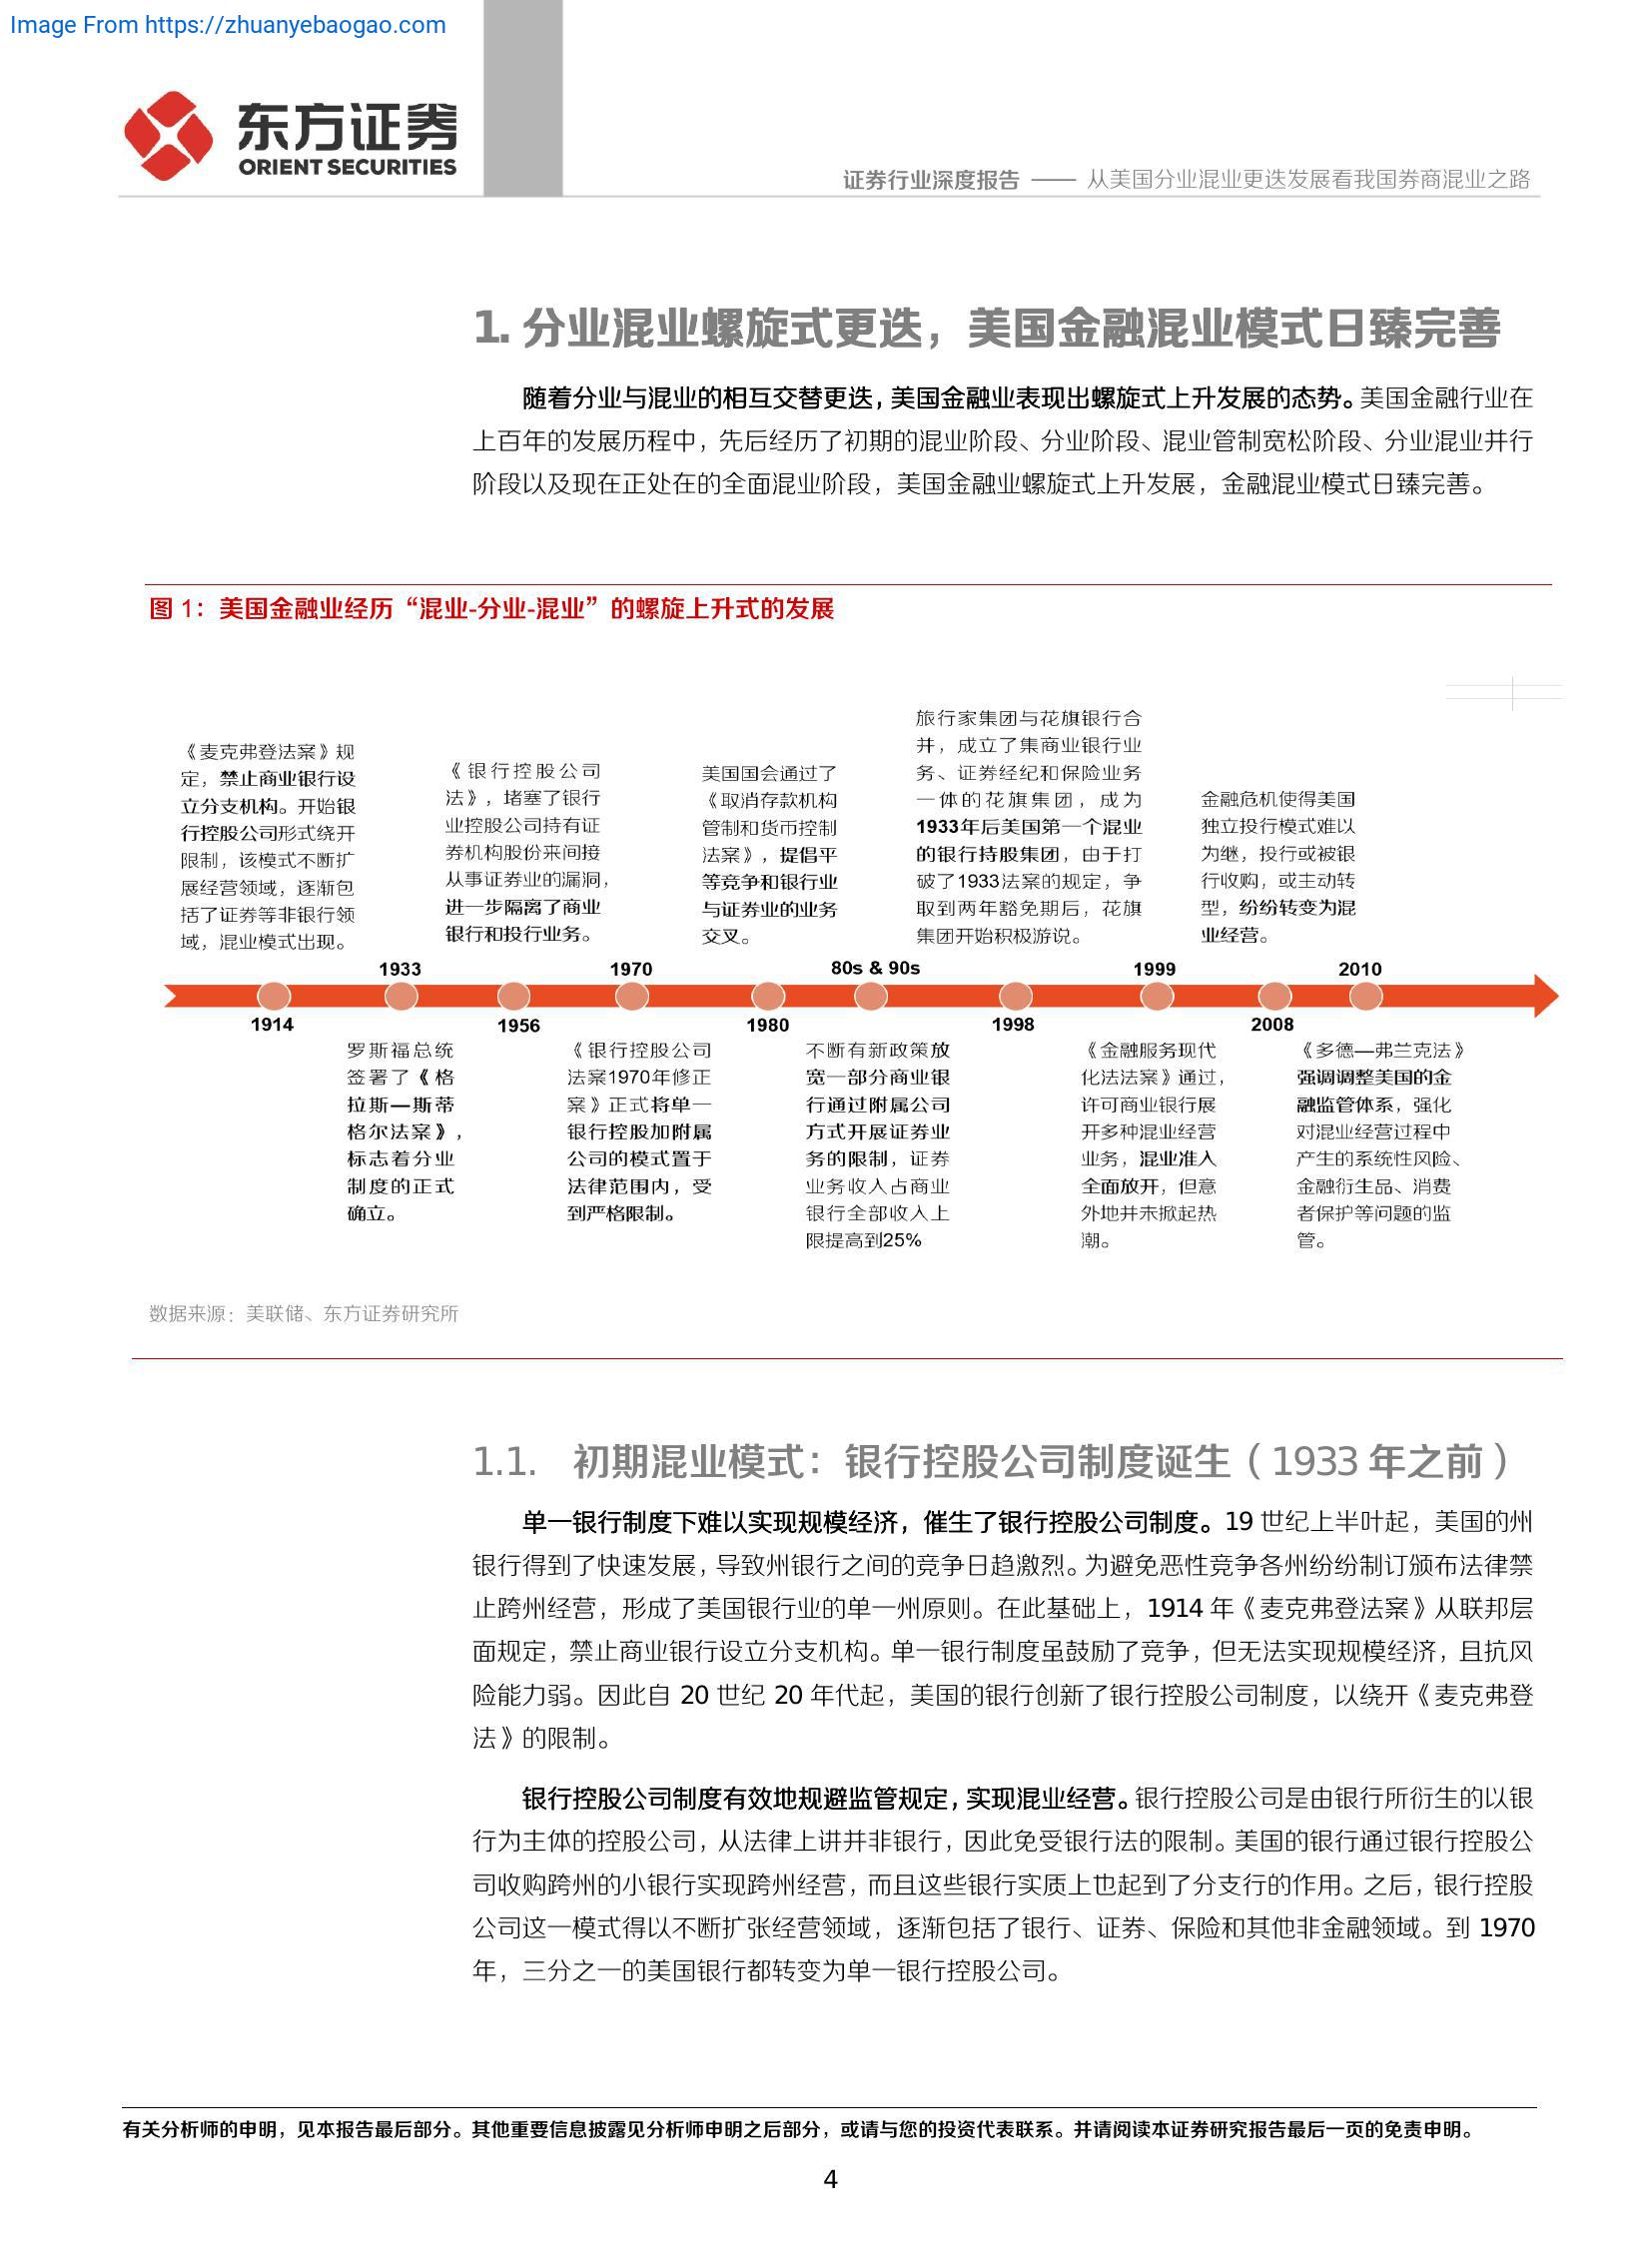 Image From https://zhuanyebaogao.com
东方证券
ORIENT SECURITIES
证券行业深度报告 —— 从美国分业混业更迭发展看我国券商混业之路
1. 分业混业螺旋式更迭，美国金融混业模式日臻完善
随着分业与混业的相互交替更迭，美国金融业表现出螺旋式上升发展的态势。美国金融行业在
上百年的发展历程中，先后经历了初期的混业阶段、分业阶段、混业管制宽松阶段、分业混业并行
阶段以及现在正处在的全面混业阶段，美国金融业螺旋式上升发展，金融混业模式日臻完善。
图 1：美国金融业经历“混业-分业-混业”的螺旋上升式的发展
《麦克弗登法案》规
定，禁止商业银行设
立分支机构。开始银
行控股公司形式绕开
限制，该模式不断扩
展经营领域，逐渐包
括了证券等非银行领
域，混业模式出现。
《银行控股公司
法》，堵塞了银行
业控股公司持有证
券机构股份来间接
从事证券业的漏洞，
进一步隔离了商业
银行和投行业务。
美国国会通过了
《取消存款机构
管制和货币控制
法案》，提倡平
等竞争和银行业
与证券业的业务
交叉。
旅行家集团与花旗银行合
并，成立了集商业银行业
务、证券经纪和保险业务
一体的花旗集团，成为
1933年后美国第一个混业
的银行持股集团，由于打
破了1933法案的规定，争
取到两年豁免期后，花旗
集团开始积极游说。
金融危机使得美国
独立投行模式难以
为继，投行或被银
行收购，或主动转
型，纷纷转变为混
业经营。
1933 1970 80s & 90s 1999 2010
1914 1956 1980 1998 2008
罗斯福总统
签署了《格
拉斯—斯蒂
格尔法案》，
标志着分业
制度的正式
确立。
《银行控股公司
法案1970年修正
案》正式将单一
银行控股加附属
公司的模式置于
法律范围内，受
到严格限制。
不断有新政策放
宽一部分商业银
行通过附属公司
方式开展证券业
务的限制，证券
业务收入占商业
银行全部收入上
限提高到25%
《金融服务现代
化法法案》通过，
许可商业银行展
开多种混业经营
业务，混业准入
全面放开，但意
外地并未掀起热
潮。
《多德—弗兰克法》
强调调整美国的金
融监管体系，强化
对混业经营过程中
产生的系统性风险、
金融衍生品、消费
者保护等问题的监
管。
数据来源：美联储、东方证券研究所
1.1. 初期混业模式：银行控股公司制度诞生（1933 年之前）
单一银行制度下难以实现规模经济，催生了银行控股公司制度。19 世纪上半叶起，美国的州
银行得到了快速发展，导致州银行之间的竞争日趋激烈。为避免恶性竞争各州纷纷制订颁布法律禁
止跨州经营，形成了美国银行业的单一州原则。在此基础上，1914 年《麦克弗登法案》从联邦层
面规定，禁止商业银行设立分支机构。单一银行制度虽鼓励了竞争，但无法实现规模经济，且抗风
险能力弱。因此自 20 世纪 20 年代起，美国的银行创新了银行控股公司制度，以绕开《麦克弗登
法》的限制。
银行控股公司制度有效地规避监管规定，实现混业经营。银行控股公司是由银行所衍生的以银
行为主体的控股公司，从法律上讲并非银行，因此免受银行法的限制。美国的银行通过银行控股公
司收购跨州的小银行实现跨州经营，而且这些银行实质上也起到了分支行的作用。之后，银行控股
公司这一模式得以不断扩张经营领域，逐渐包括了银行、证券、保险和其他非金融领域。到 1970
年，三分之一的美国银行都转变为单一银行控股公司。
有关分析师的申明，见本报告最后部分。其他重要信息披露见分析师申明之后部分，或请与您的投资代表联系。并请阅读本证券研究报告最后一页的免责申明。
4